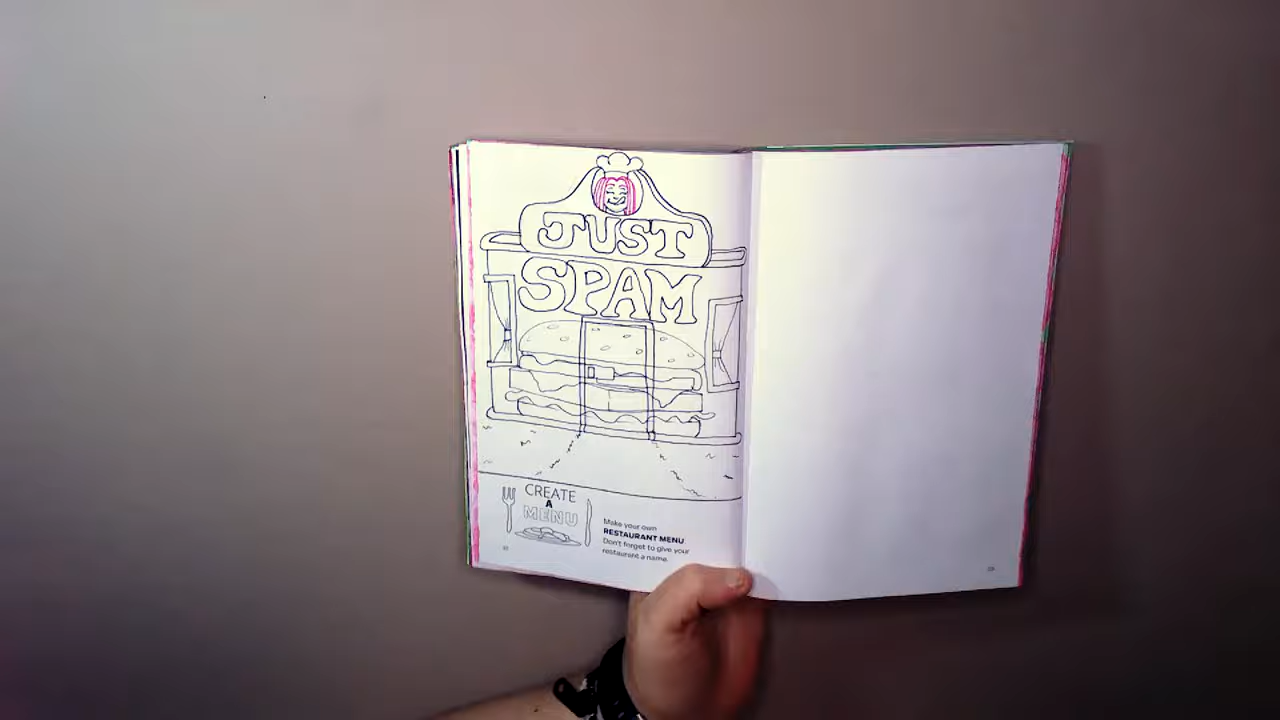 JUST
SPAM
CREATE
A
MENU
Make your own
RESTAURANT MENU
Don't forget to give your
restaurant a name.